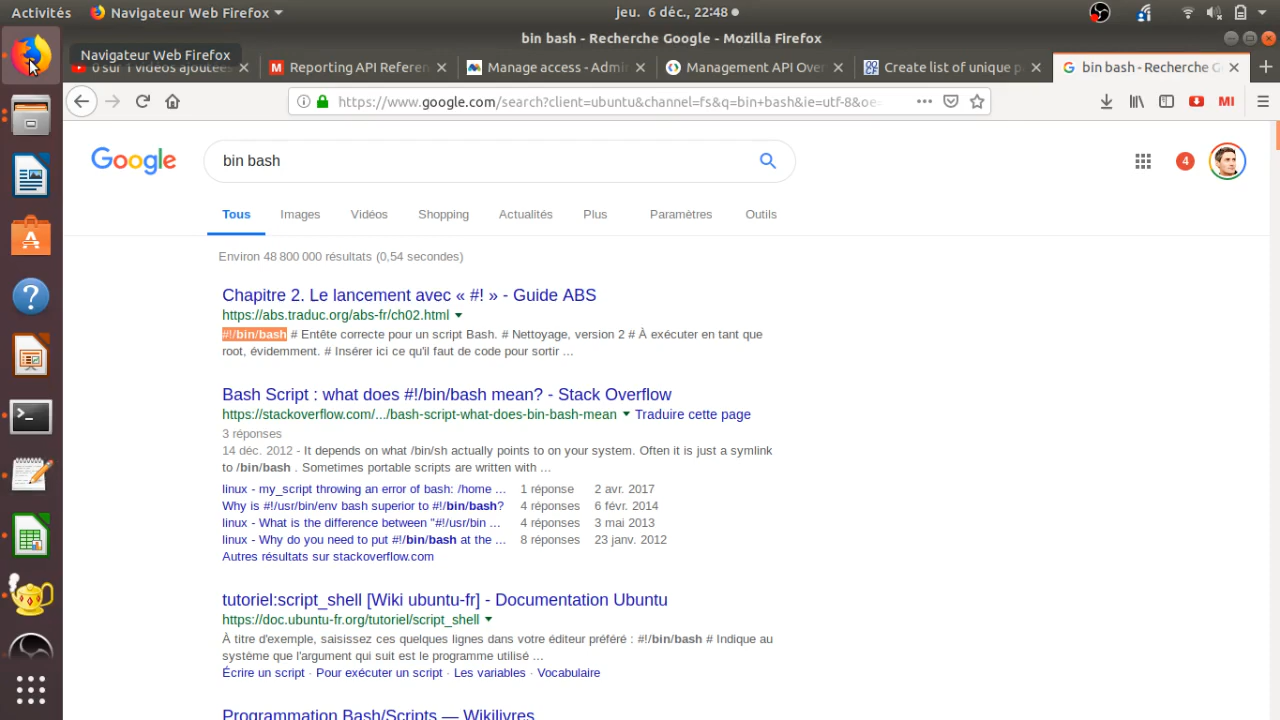 Activités Navigateur Web Firefox jeu. 6 déc., 22:48
bin bash - Recherche Google - Mozilla Firefox
Navigateur Web Firefox
0 sur 1 vidéos ajoutées Reporting API Referen Manage access - Admi Management API Over Create list of unique p bin bash - Recherche G
https://www.google.com/search?client=ubuntu&channel=fs&q=bin+bash&ie=utf-8&oe= MI
Google bin bash 4
Tous Images Vidéos Shopping Actualités Plus Paramètres Outils
Environ 48 800 000 résultats (0,54 secondes)
Chapitre 2. Le lancement avec « #! » - Guide ABS
https://abs.traduc.org/abs-fr/ch02.html
#!/bin/bash # Entête correcte pour un script Bash. # Nettoyage, version 2 # À exécuter en tant que
root, évidemment. # Insérer ici ce qu'il faut de code pour sortir ...
Bash Script : what does #!/bin/bash mean? - Stack Overflow
https://stackoverflow.com/.../bash-script-what-does-bin-bash-mean Traduire cette page
3 réponses
14 déc. 2012 - It depends on what /bin/sh actually points to on your system. Often it is just a symlink
to /bin/bash . Sometimes portable scripts are written with ...
linux - my_script throwing an error of bash: /home ... 1 réponse 2 avr. 2017
Why is #!/usr/bin/env bash superior to #!/bin/bash? 4 réponses 6 févr. 2014
linux - What is the difference between "#!/usr/bin ... 4 réponses 3 mai 2013
linux - Why do you need to put #!/bin/bash at the ... 8 réponses 23 janv. 2012
Autres résultats sur stackoverflow.com
tutoriel:script_shell [Wiki ubuntu-fr] - Documentation Ubuntu
https://doc.ubuntu-fr.org/tutoriel/script_shell
À titre d'exemple, saisissez ces quelques lignes dans votre éditeur préféré : #!/bin/bash # Indique au
système que l'argument qui suit est le programme utilisé ...
Écrire un script · Pour exécuter un script · Les variables · Vocabulaire
Programmation Bash/Scripts — Wikilivres